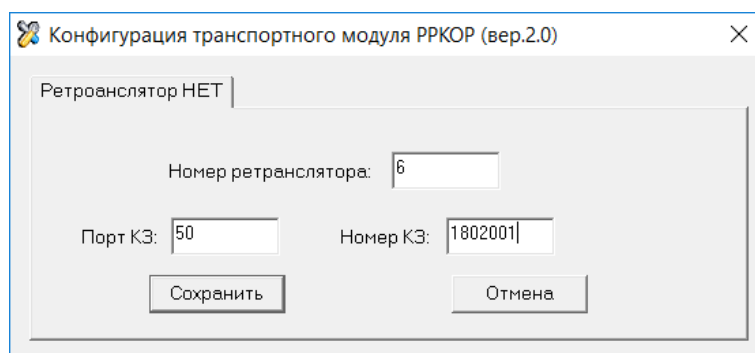 Конфигурация транспортного модуля РРКОР (вер.2.0)
Ретроанслятор НЕТ
Номер ретранслятора: 6
Порт КЗ: 50 Номер КЗ: 1802001
Сохранить Отмена